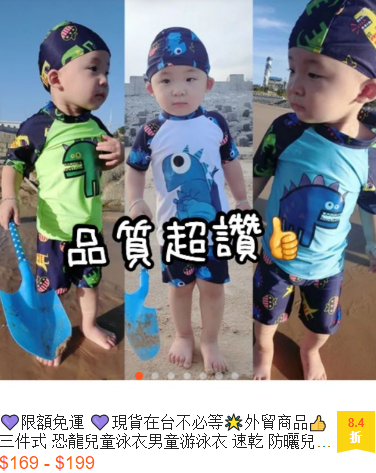 品質超讚👍
💜限額免運 💜現貨在台不必等🌟外貿商品👍
三件式 恐龍兒童泳衣男童游泳衣 速乾 防曬兒...
$169 - $199
8.4
折